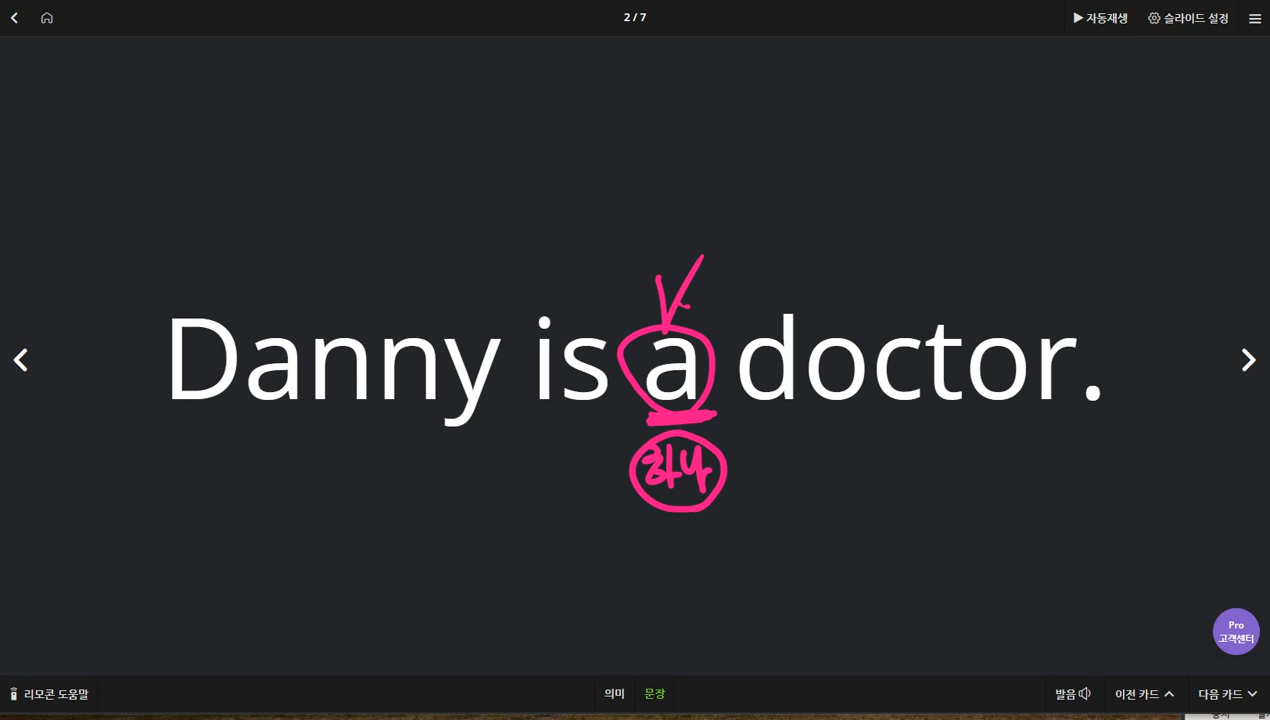 2 / 7
자동재생
슬라이드 설정
Danny is a doctor.
하나
Pro
고객센터
리모콘 도움말
의미
문장
발음
이전 카드
다음 카드